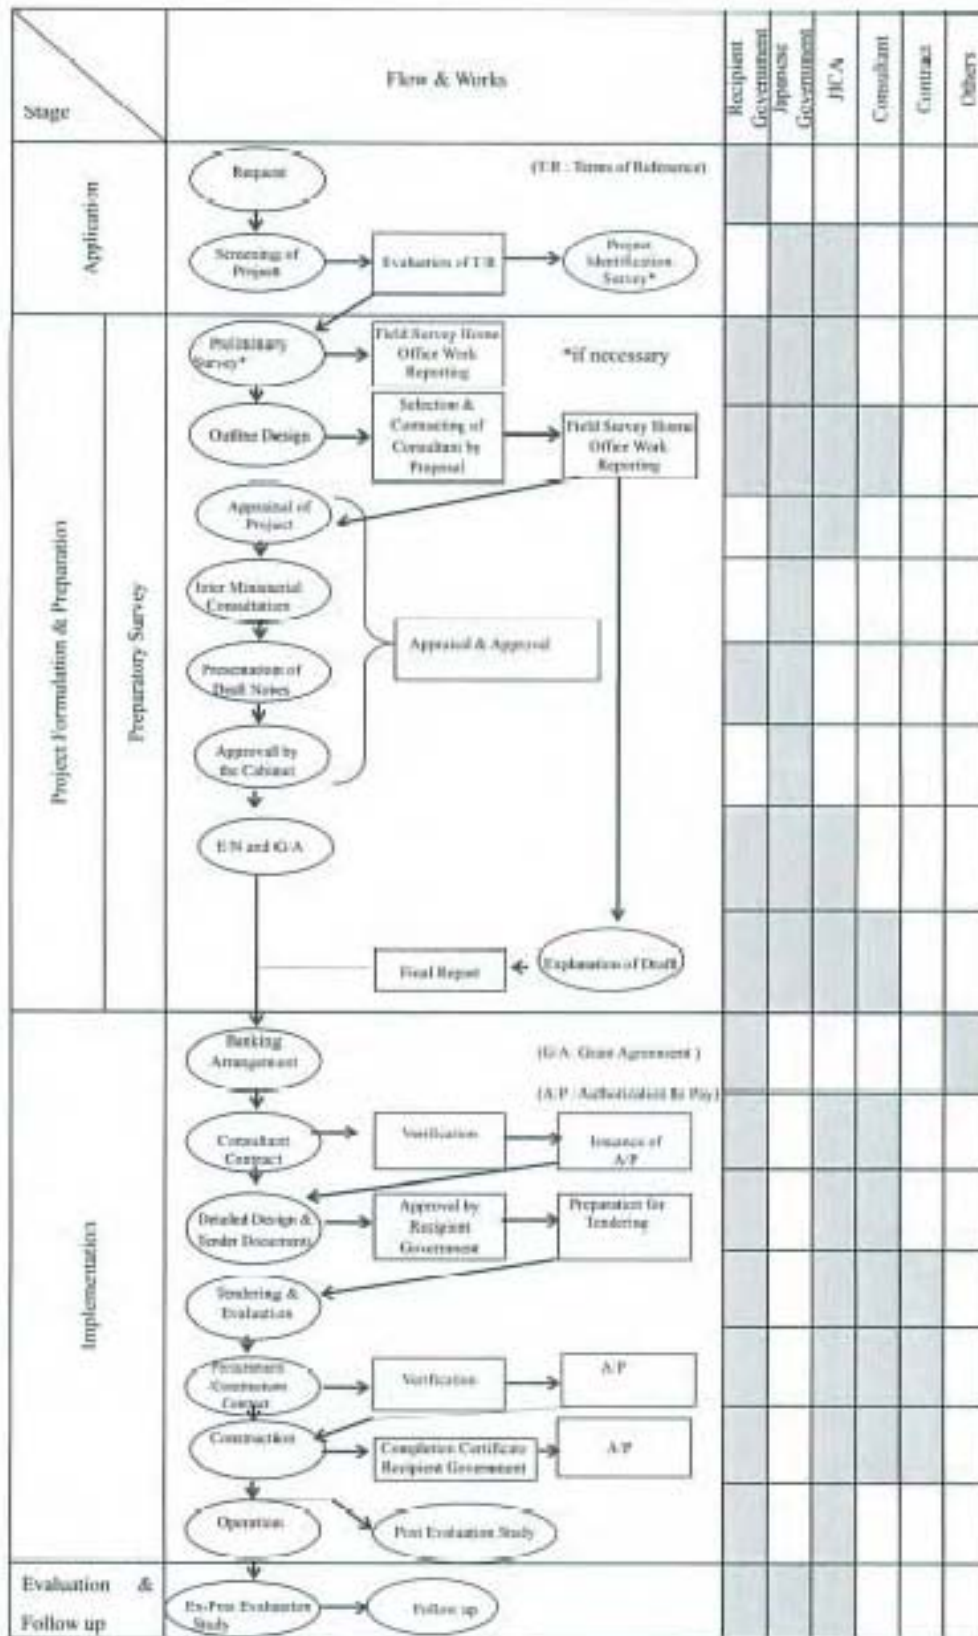 Stage
Flow & Works
Recipient
Government
Japanese
Government
JICA
Consultant
Contract
Others
Application
Request
(T/R : Terms of Reference)
Screening of
Project
Evaluation of T/R
Project
Identification
Survey*
Project Formulation & Preparation
Preparatory Survey
Preliminary
Survey*
Field Survey Home
Office Work
Reporting
*if necessary
Outline Design
Selection &
Contracting of
Consultant by
Proposal
Field Survey Home
Office Work
Reporting
Appraisal of
Project
Inter Ministerial
Consultation
Presentation of
Draft Notes
Approval by
the Cabinet
Appraisal & Approval
E/N and G/A
Final Report
Explanation of Draft
Implementation
Banking
Arrangement
(G/A: Grant Agreement )
(A/P : Authorization to Pay)
Consultant
Contract
Verification
Issuance of
A/P
Detailed Design &
Tender Documents
Approval by
Recipient
Government
Preparation for
Tendering
Tendering &
Evaluation
Procurement
/Construction
Contract
Verification
A/P
Construction
Completion Certificate
Recipient Government
A/P
Operation
Post Evaluation Study
Evaluation &
Follow up
Ex-Post Evaluation
Study
Follow up